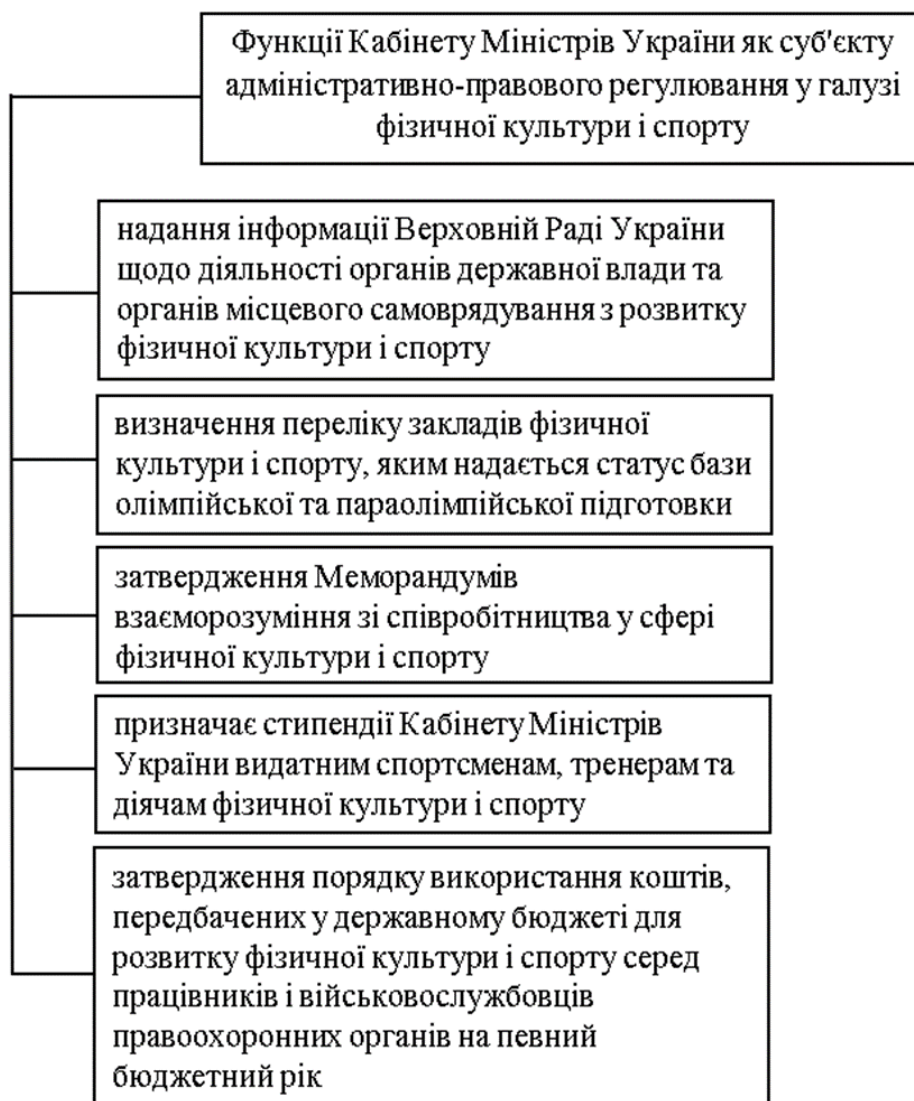 Функції Кабінету Міністрів України як суб'єкту
адміністративно-правового регулювання у галузі
фізичної культури і спорту
надання інформації Верховній Раді України
щодо діяльності органів державної влади та
органів місцевого самоврядування з розвитку
фізичної культури і спорту
визначення переліку закладів фізичної
культури і спорту, яким надається статус бази
олімпійської та параолімпійської підготовки
затвердження Меморандумів
взаєморозуміння зі співробітництва у сфері
фізичної культури і спорту
призначає стипендії Кабінету Міністрів
України видатним спортсменам, тренерам та
діячам фізичної культури і спорту
затвердження порядку використання коштів,
передбачених у державному бюджеті для
розвитку фізичної культури і спорту серед
працівників і військовослужбовців
правоохоронних органів на певний
бюджетний рік